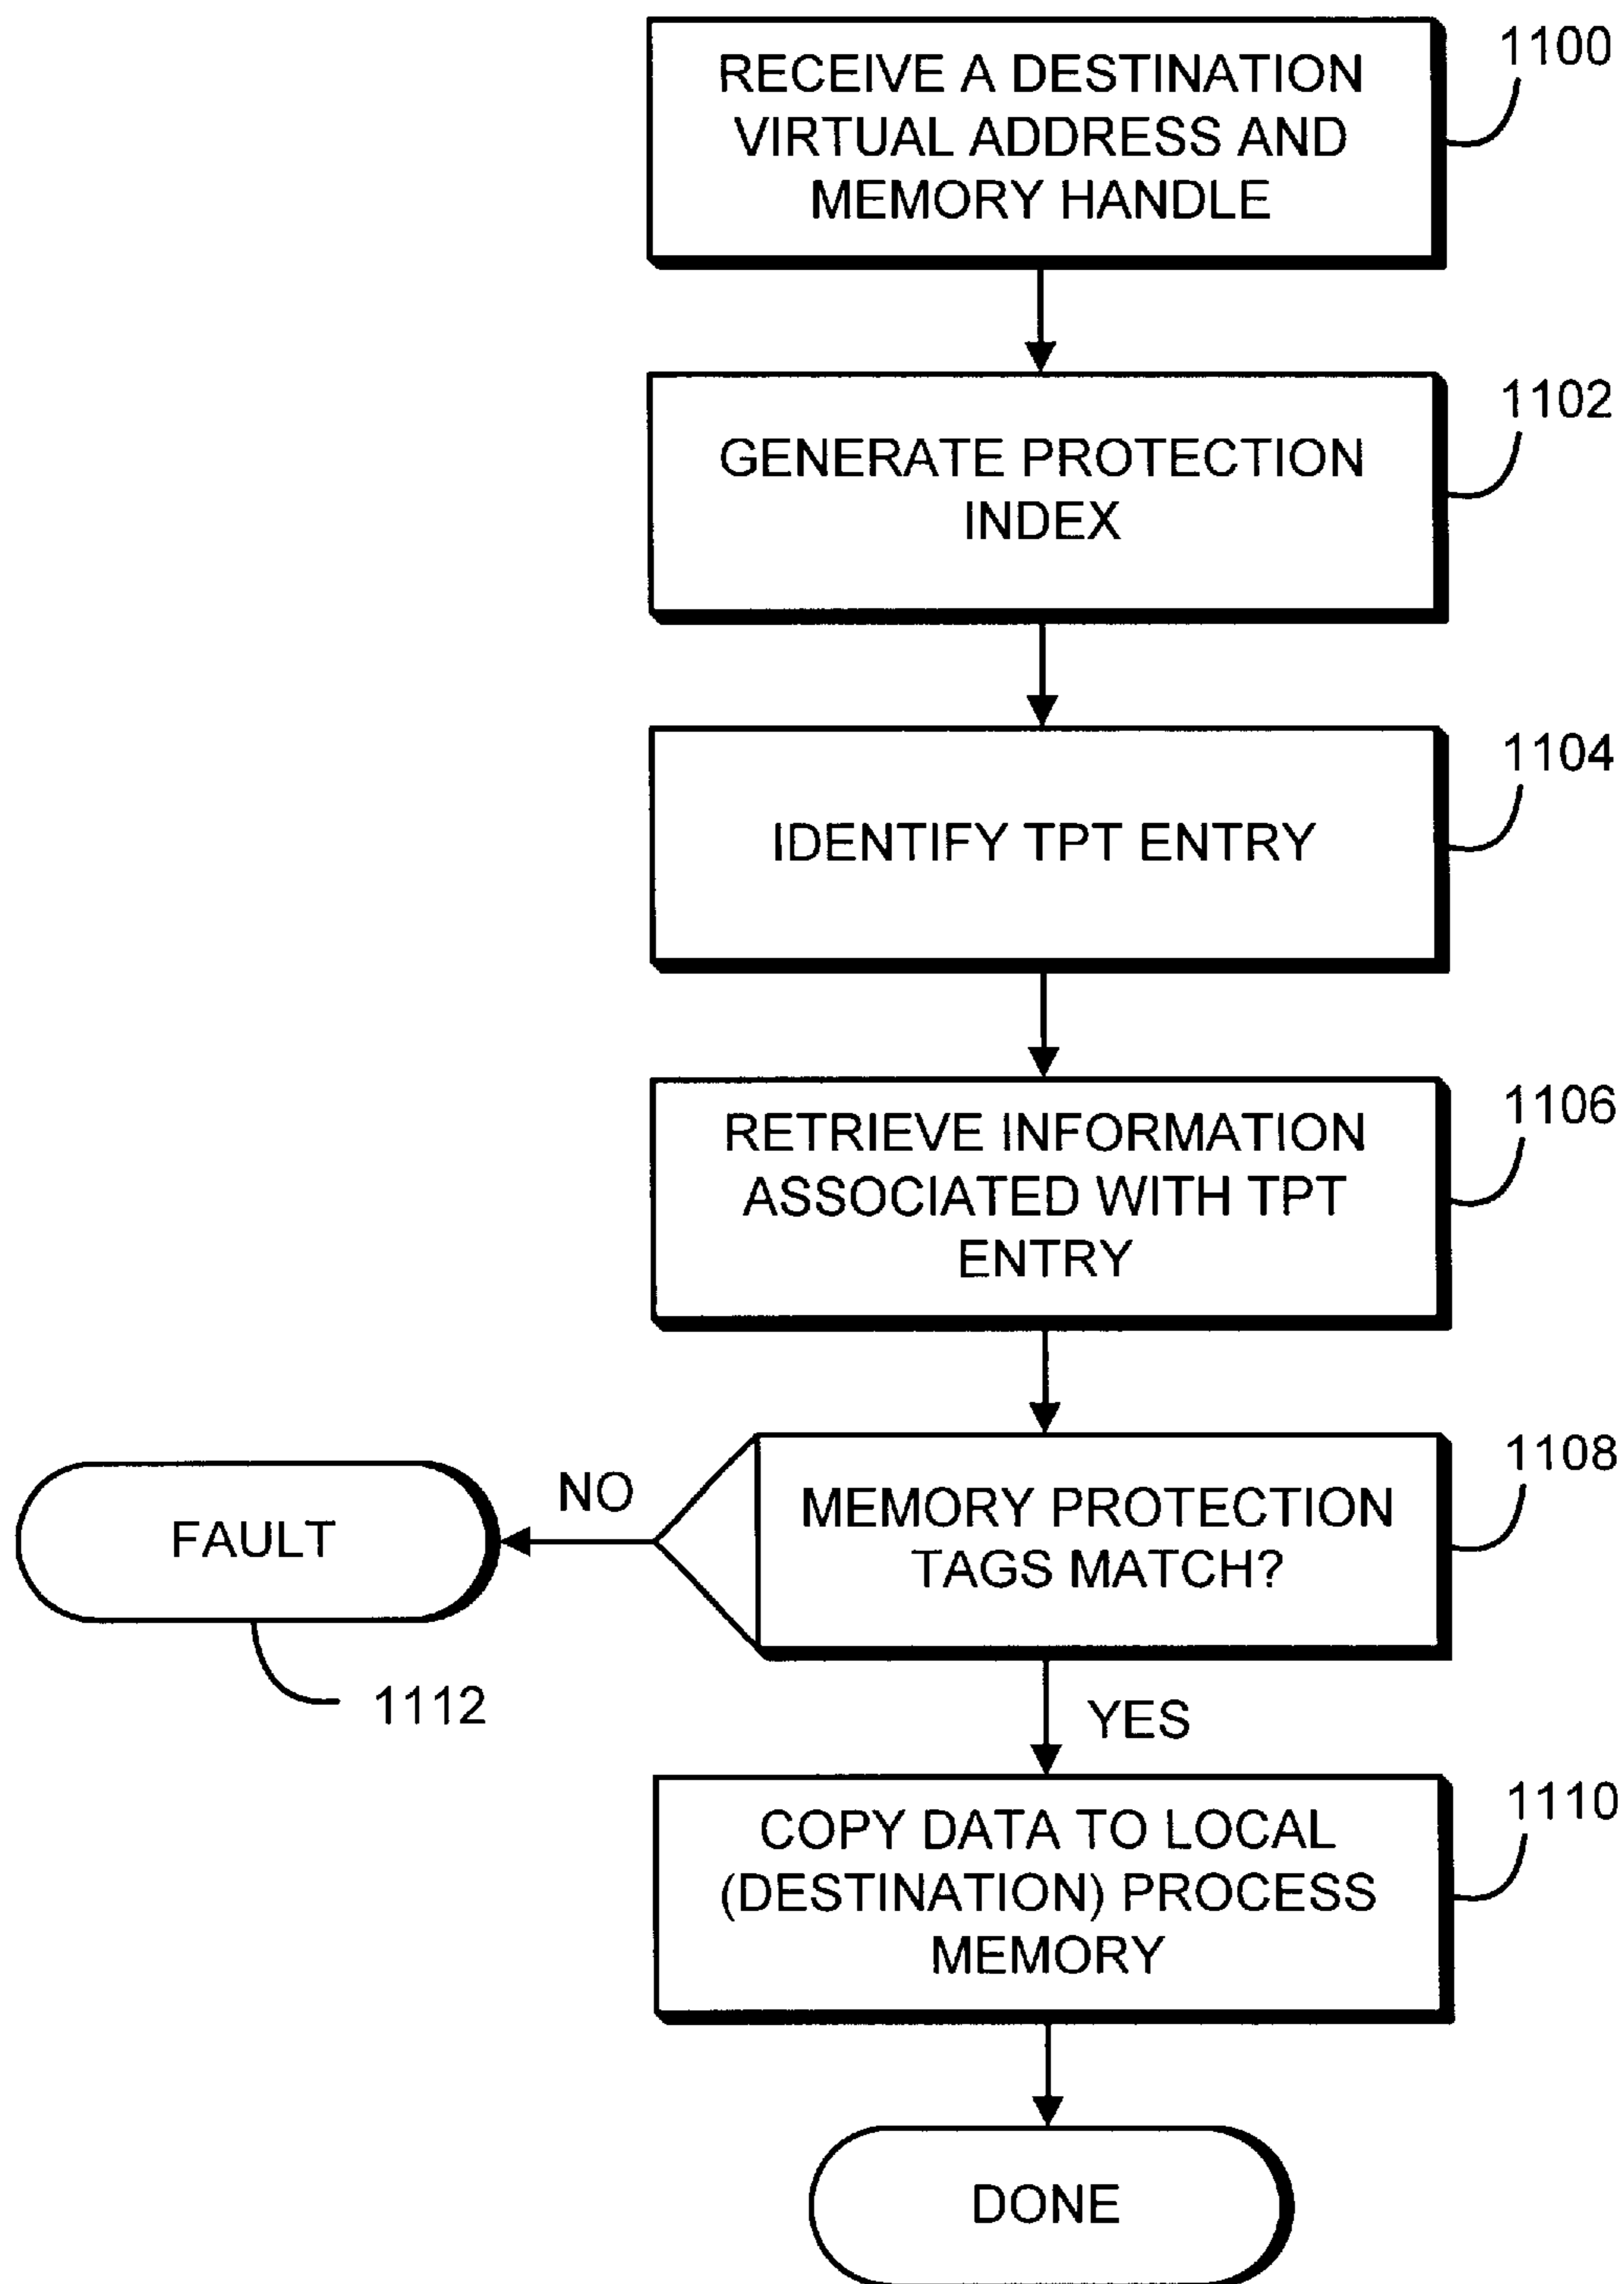 RECEIVE A DESTINATION
VIRTUAL ADDRESS AND
MEMORY HANDLE
1100
GENERATE PROTECTION
INDEX
1102
IDENTIFY TPT ENTRY
1104
RETRIEVE INFORMATION
ASSOCIATED WITH TPT
ENTRY
1106
MEMORY PROTECTION
TAGS MATCH?
1108
NO
FAULT
1112
YES
COPY DATA TO LOCAL
(DESTINATION) PROCESS
MEMORY
1110
DONE